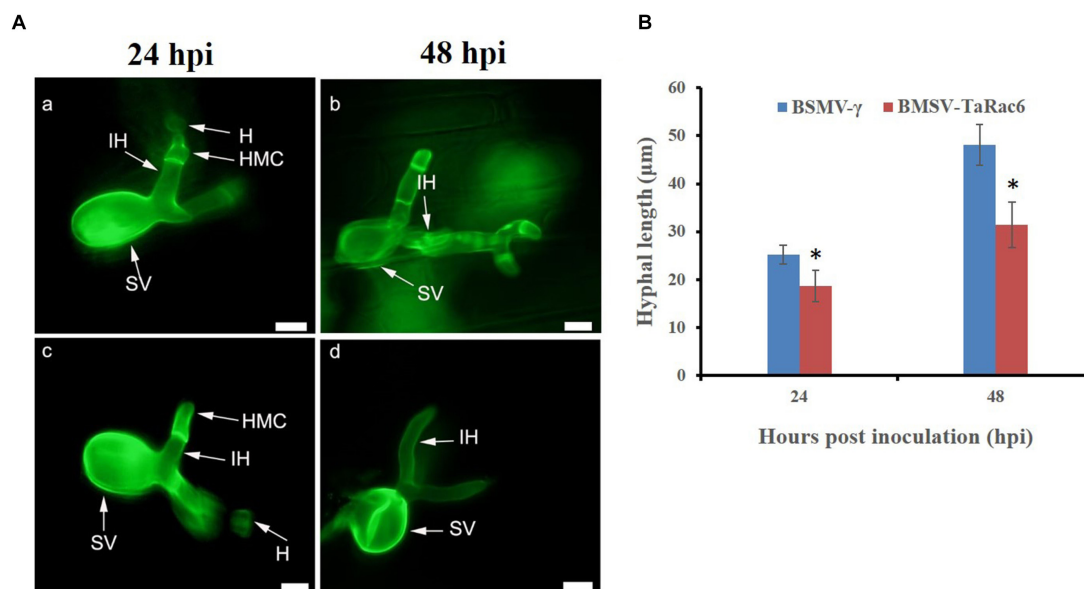 A
24 hpi
48 hpi
a
H
IH
HMC
SV
b
IH
SV
c
HMC
IH
SV
H
d
IH
SV
B
60
50
40
30
20
10
0
BSMV-γ
BMSV-TaRac6
*
*
Hyphal length (μm)
24
48
Hours post inoculation (hpi)